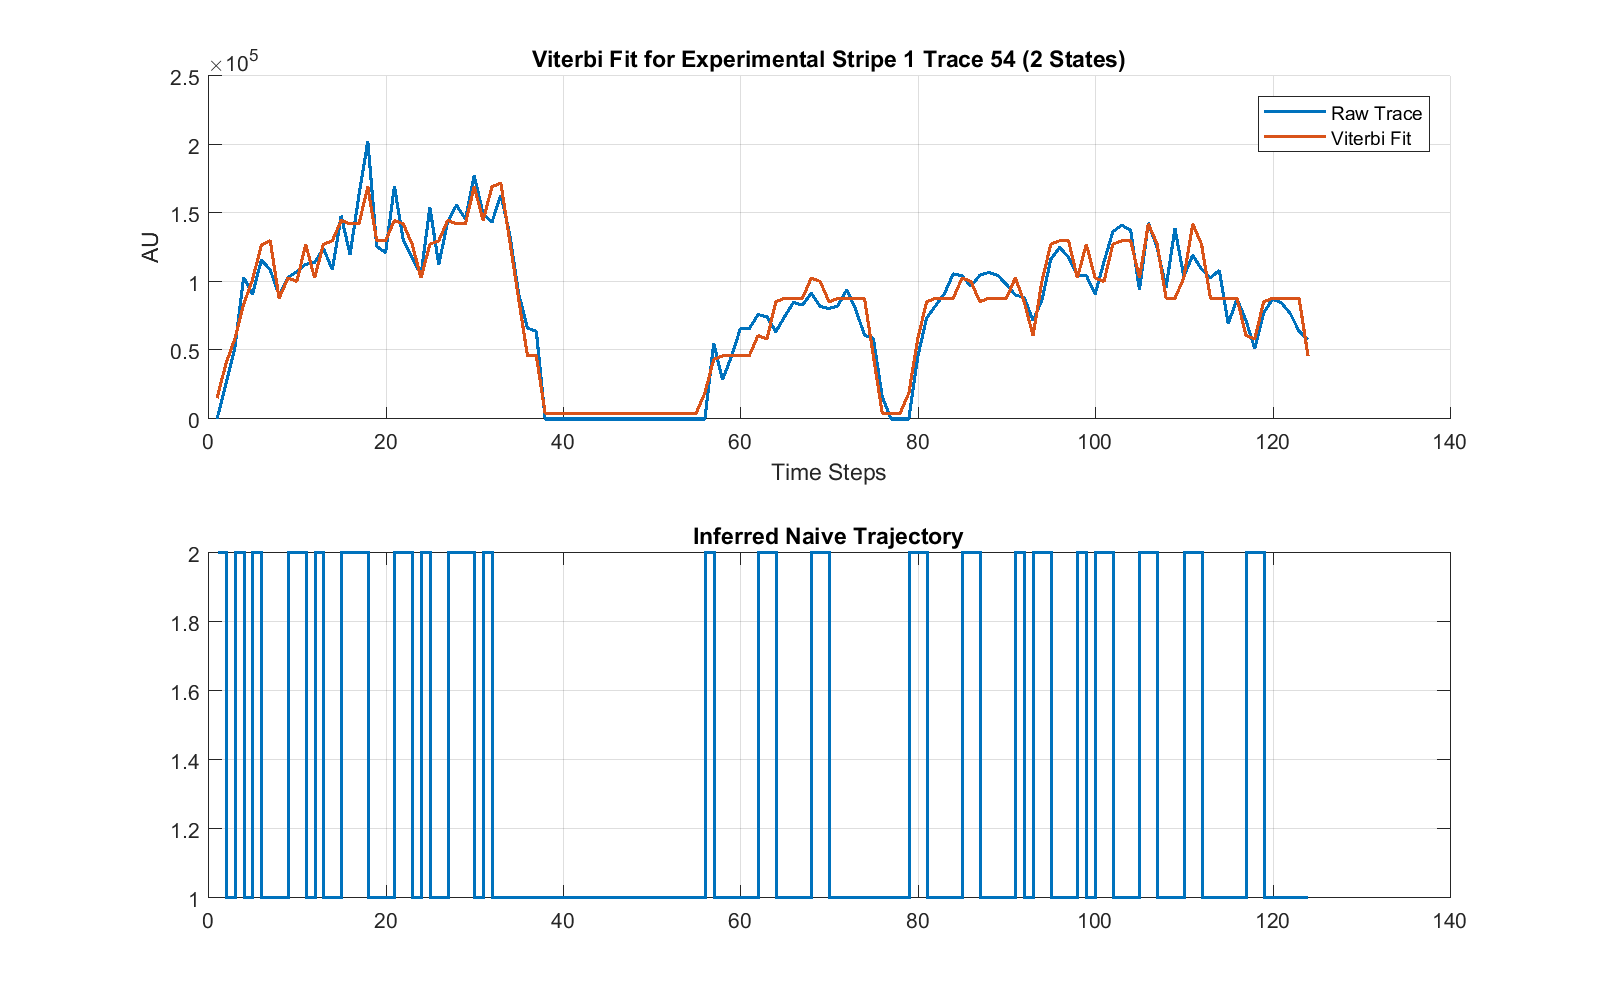 Viterbi Fit for Experimental Stripe 1 Trace 54 (2 States)
×10^5
2.5
2
1.5
1
0.5
0
AU
Raw Trace
Viterbi Fit
0 20 40 60 80 100 120 140
Time Steps
Inferred Naive Trajectory
2
1.8
1.6
1.4
1.2
1
0 20 40 60 80 100 120 140